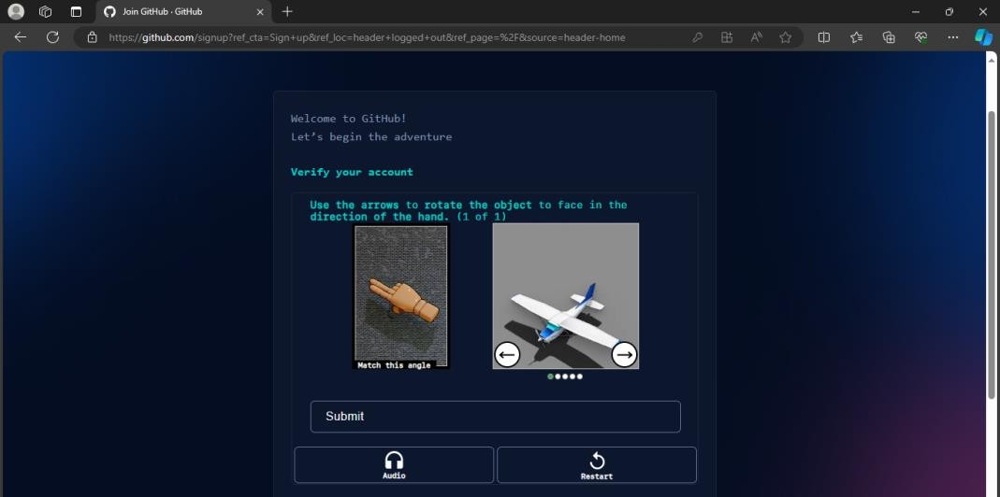 Join GitHub · GitHub
https://github.com/signup?ref_cta=Sign+up&ref_loc=header+logged+out&ref_page=%2F&source=header-home
Welcome to GitHub!
Let’s begin the adventure
Verify your account
Use the arrows to rotate the object to face in the
direction of the hand. (1 of 1)
Match this angle
Submit
Audio
Restart